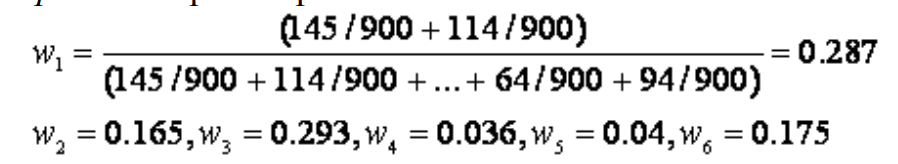 w₁ = (145/900 + 114/900) / (145/900 + 114/900 + ... + 64/900 + 94/900) = 0.287
w₂ = 0.165, w₃ = 0.293, w₄ = 0.036, w₅ = 0.04, w₆ = 0.175